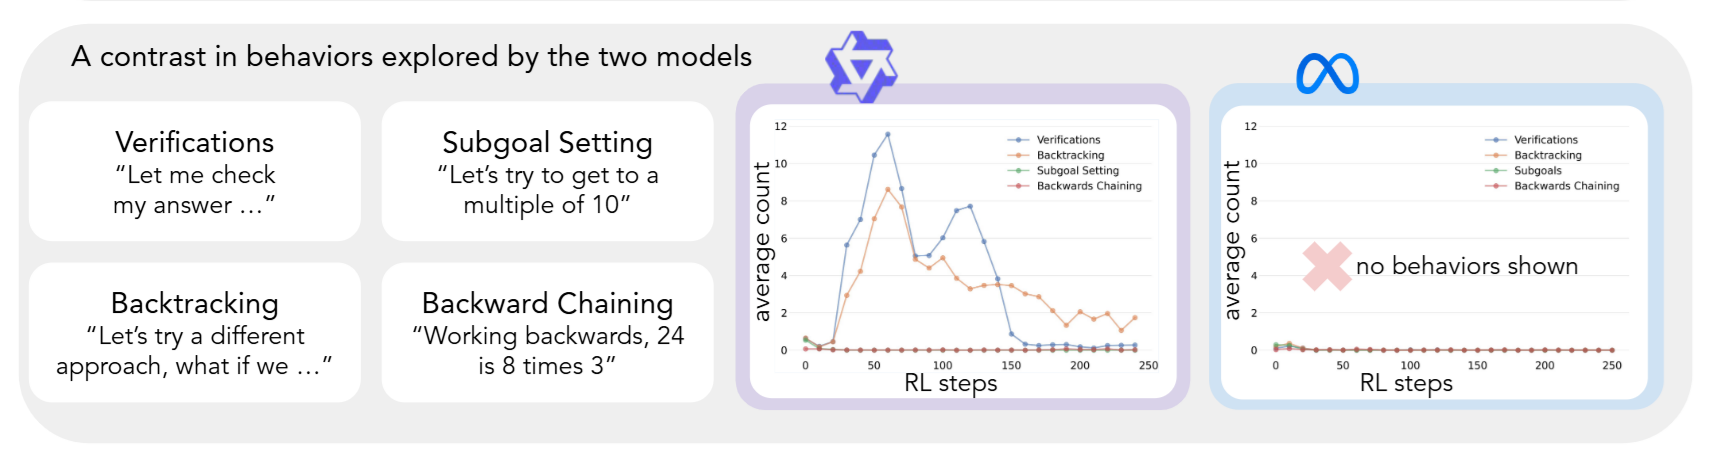 A contrast in behaviors explored by the two models
Verifications
“Let me check
my answer …”
Subgoal Setting
“Let’s try to get to a
multiple of 10”
Backtracking
“Let’s try a different
approach, what if we …”
Backward Chaining
“Working backwards, 24
is 8 times 3”
average count
12
10
8
6
4
2
0
Verifications
Backtracking
Subgoal Setting
Backwards Chaining
0 50 100 150 200 250
RL steps
average count
12
10
8
6
4
2
0
Verifications
Backtracking
Subgoals
Backwards Chaining
no behaviors shown
0 50 100 150 200 250
RL steps